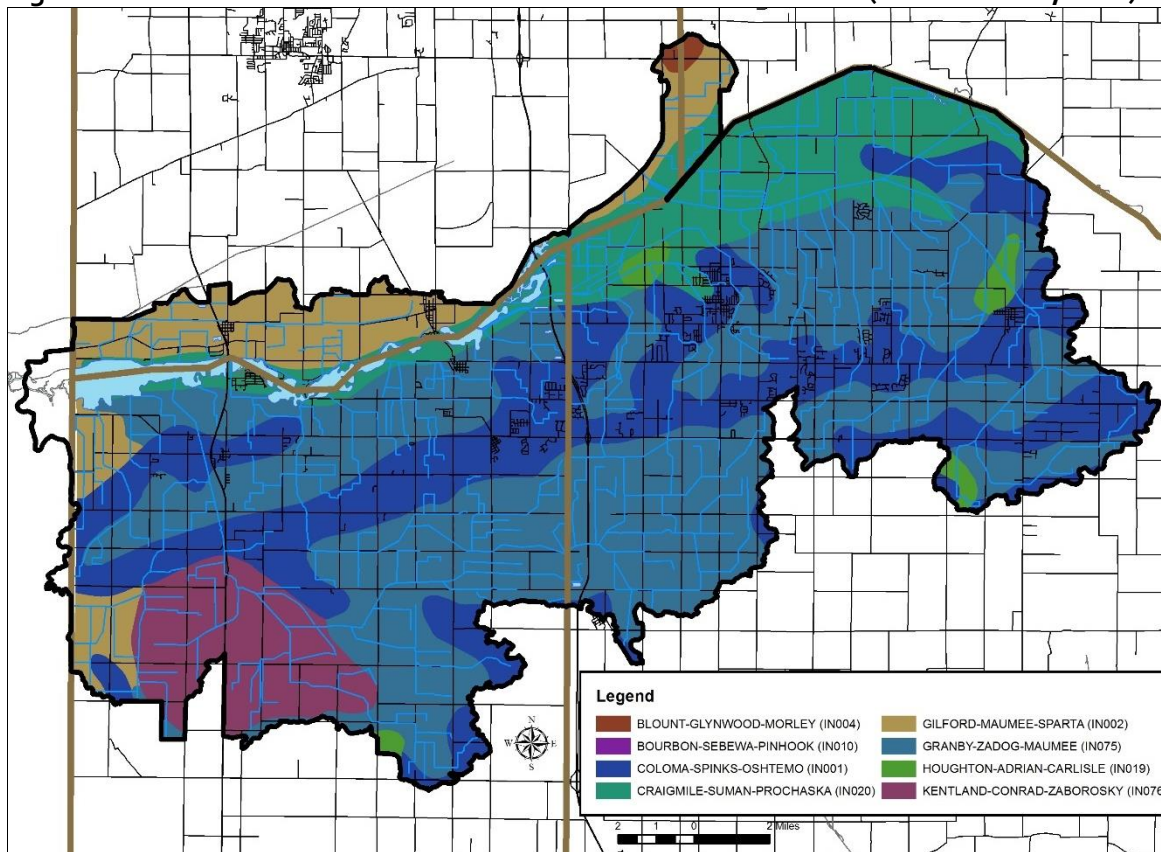 N
W E
S
Legend
BLOUNT-GLYNWOOD-MORLEY (IN004)
BOURBON-SEBEWA-PINHOOK (IN010)
COLOMA-SPINKS-OSHTEMO (IN001)
CRAIGMILE-SUMAN-PROCHASKA (IN020)
GILFORD-MAUMEE-SPARTA (IN002)
GRANBY-ZADOG-MAUMEE (IN075)
HOUGHTON-ADRIAN-CARLISLE (IN019)
KENTLAND-CONRAD-ZABOROSKY (IN076
2 1 0 2 Miles